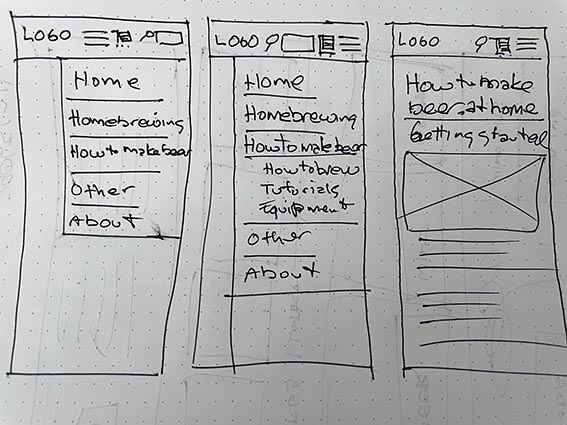 LOGO
Home
Homebrewing
How to make beer
Other
About
LOGO
Home
Homebrewing
How to make beer
How to brew
Tutorials
Equipment
Other
About
LOGO
How to make
beer at home
Getting started